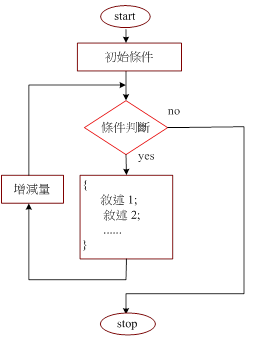 start
初始條件
條件判斷
no
yes
增減量
{
敘述 1;
敘述 2;
......
}
stop